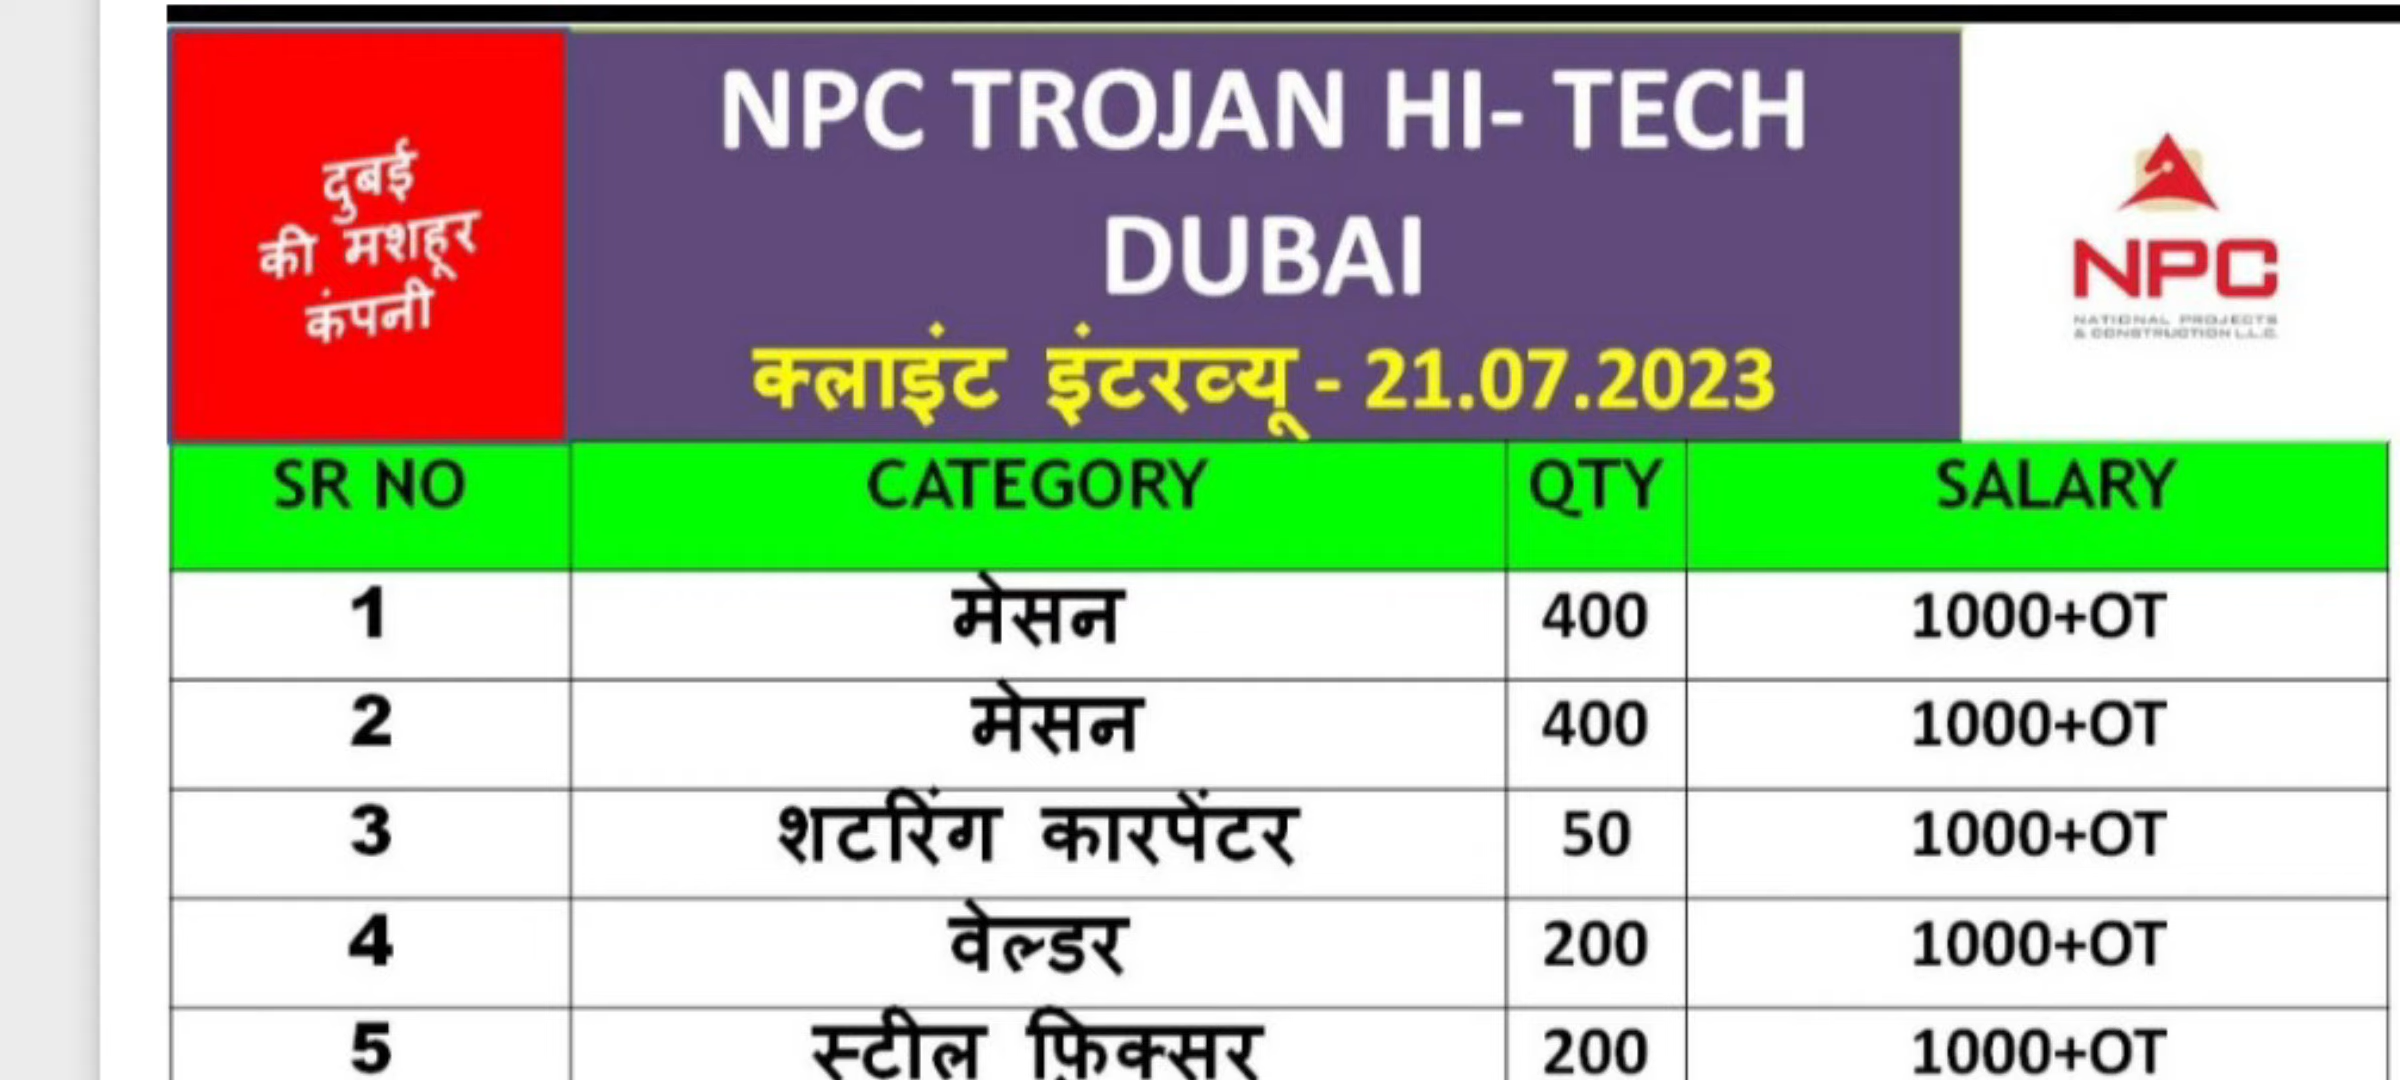 दुबई
की मशहूर
कंपनी
NPC TROJAN HI- TECH
DUBAI
क्लाइंट इंटरव्यू - 21.07.2023
NPC
NATIONAL PROJECTS
& CONSTRUCTION L.L.C.
SR NO CATEGORY QTY SALARY
1 मेसन 400 1000+OT
2 मेसन 400 1000+OT
3 शटरिंग कारपेंटर 50 1000+OT
4 वेल्डर 200 1000+OT
5 स्टील फ़िक्सर 200 1000+OT